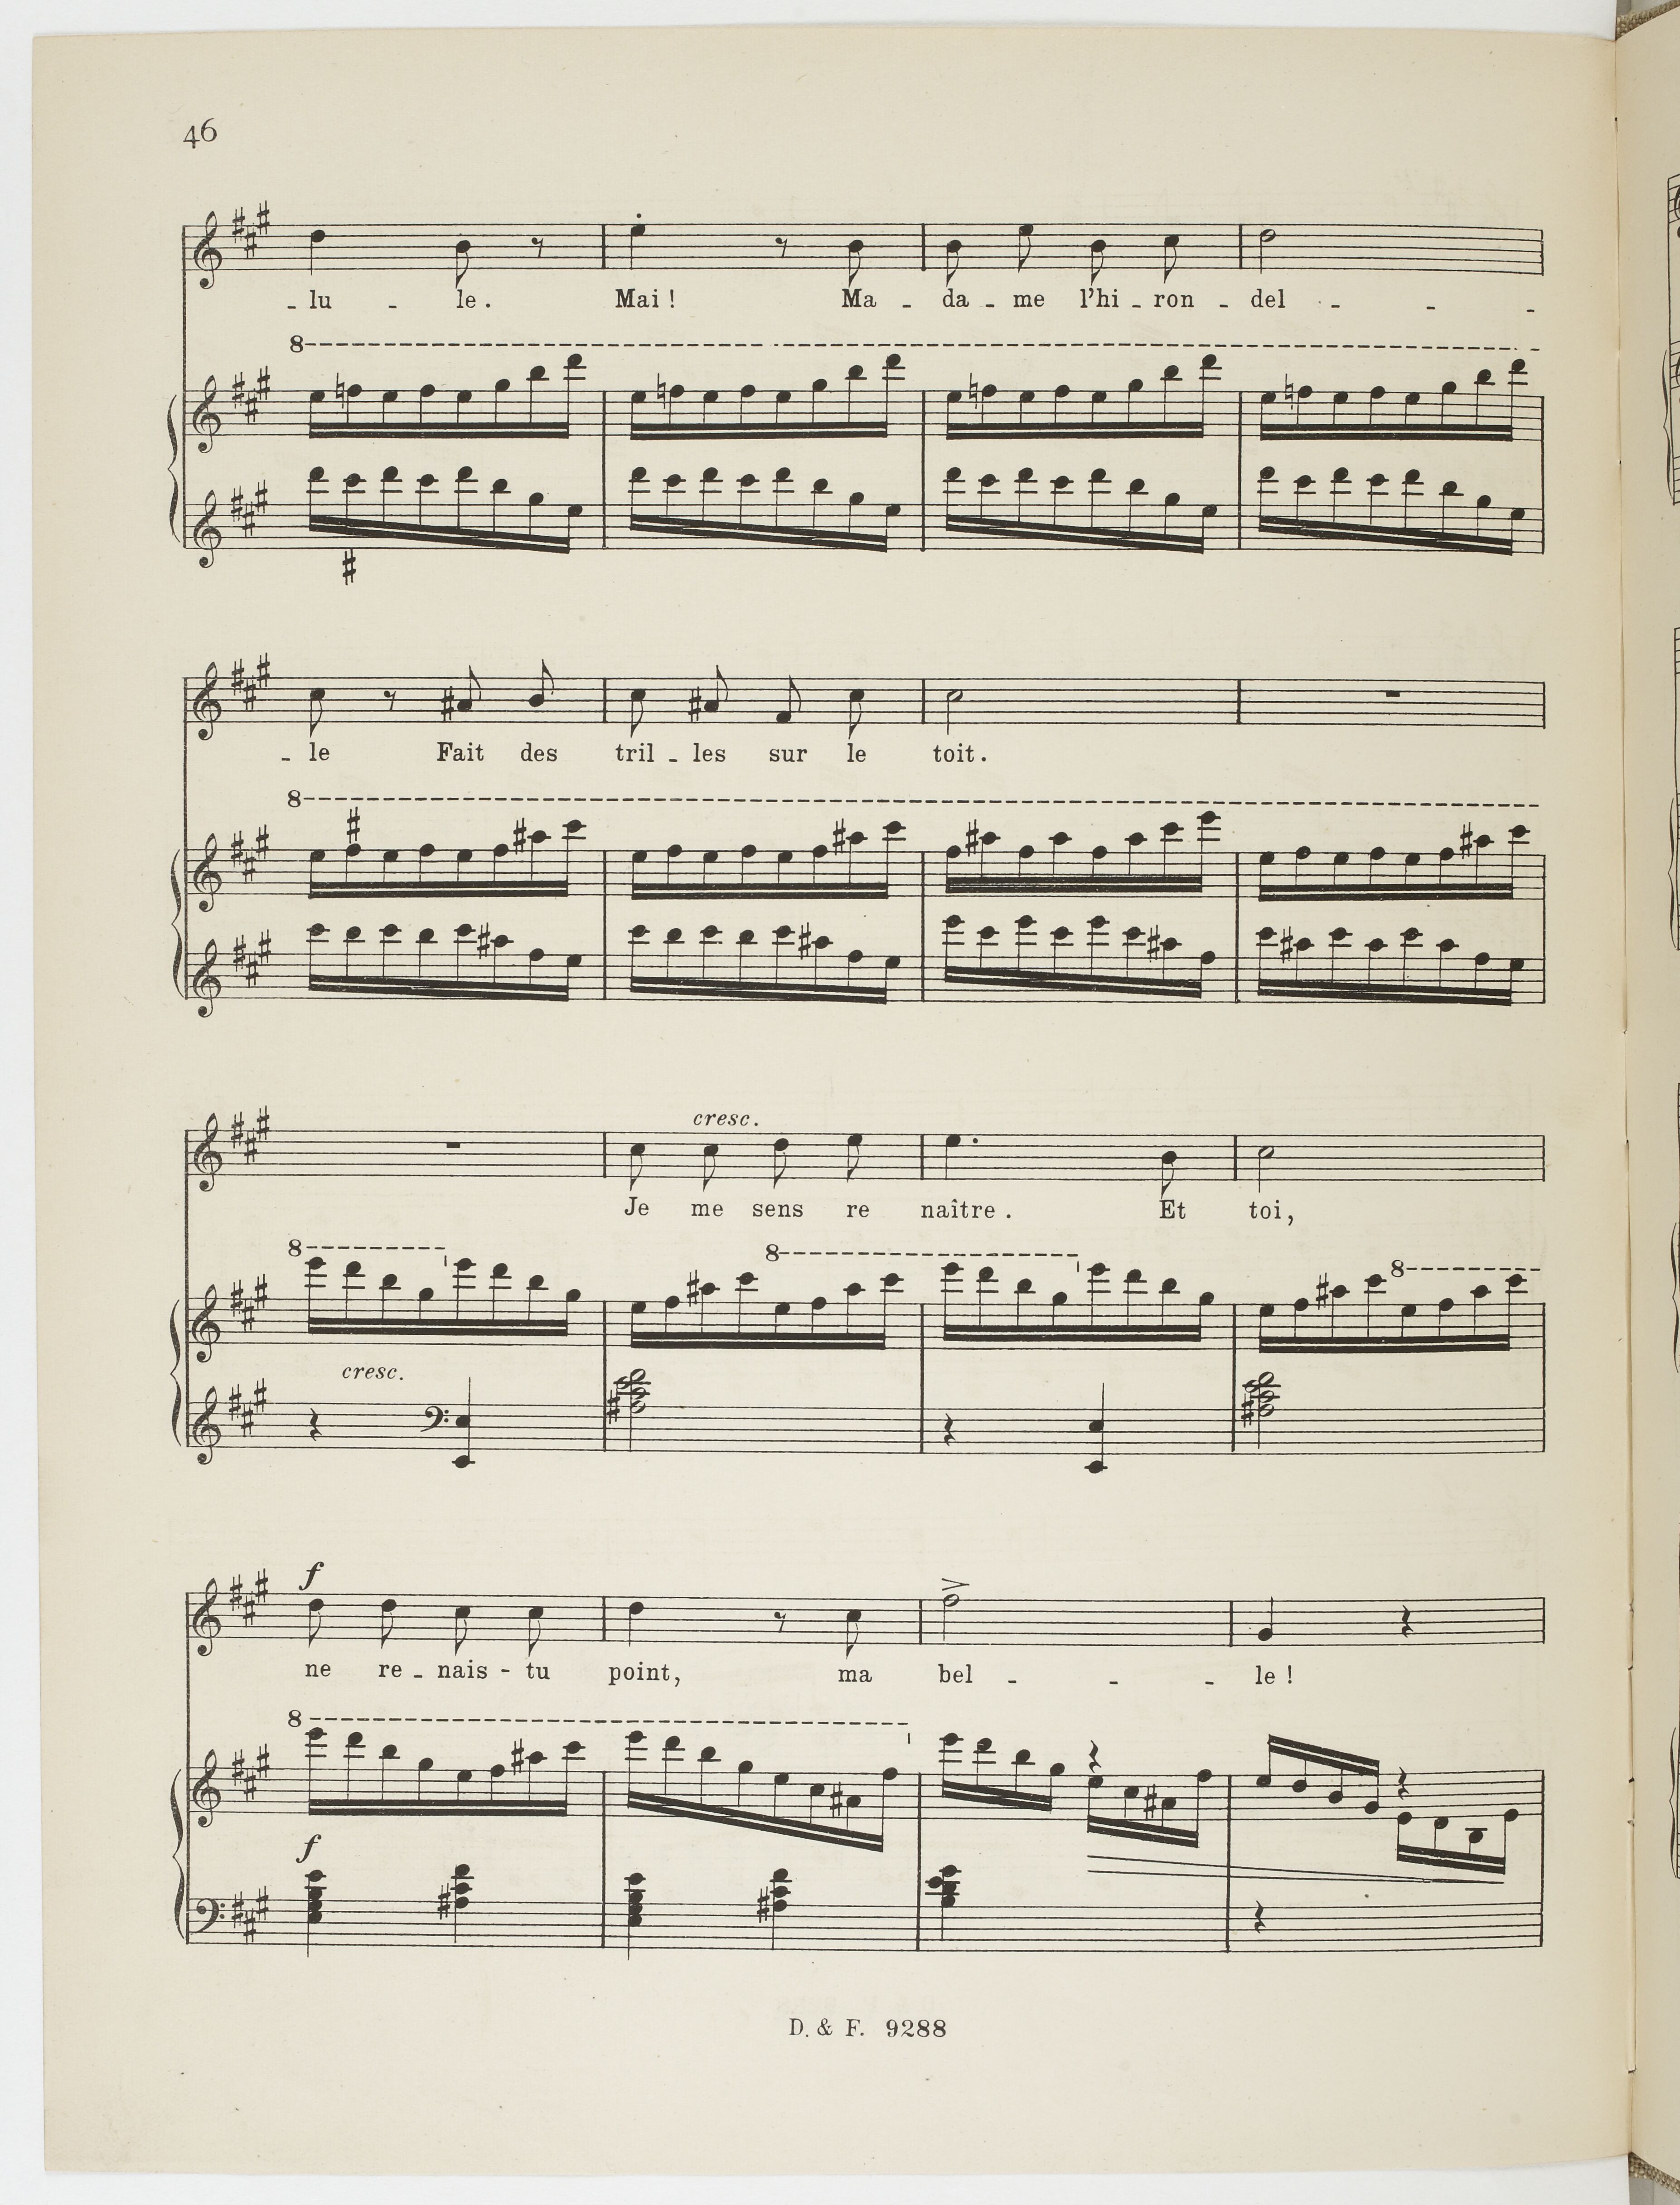 46
- lu - le. Mai! Ma - da - me l'hi - ron - del - - -
8
- le Fait des tril - les sur le toit.
8
cresc.
Je me sens re naître. Et toi,
8 8 8
cresc.
f
ne re - nais - tu point, ma bel - - - le!
8
f
D. & F. 9288